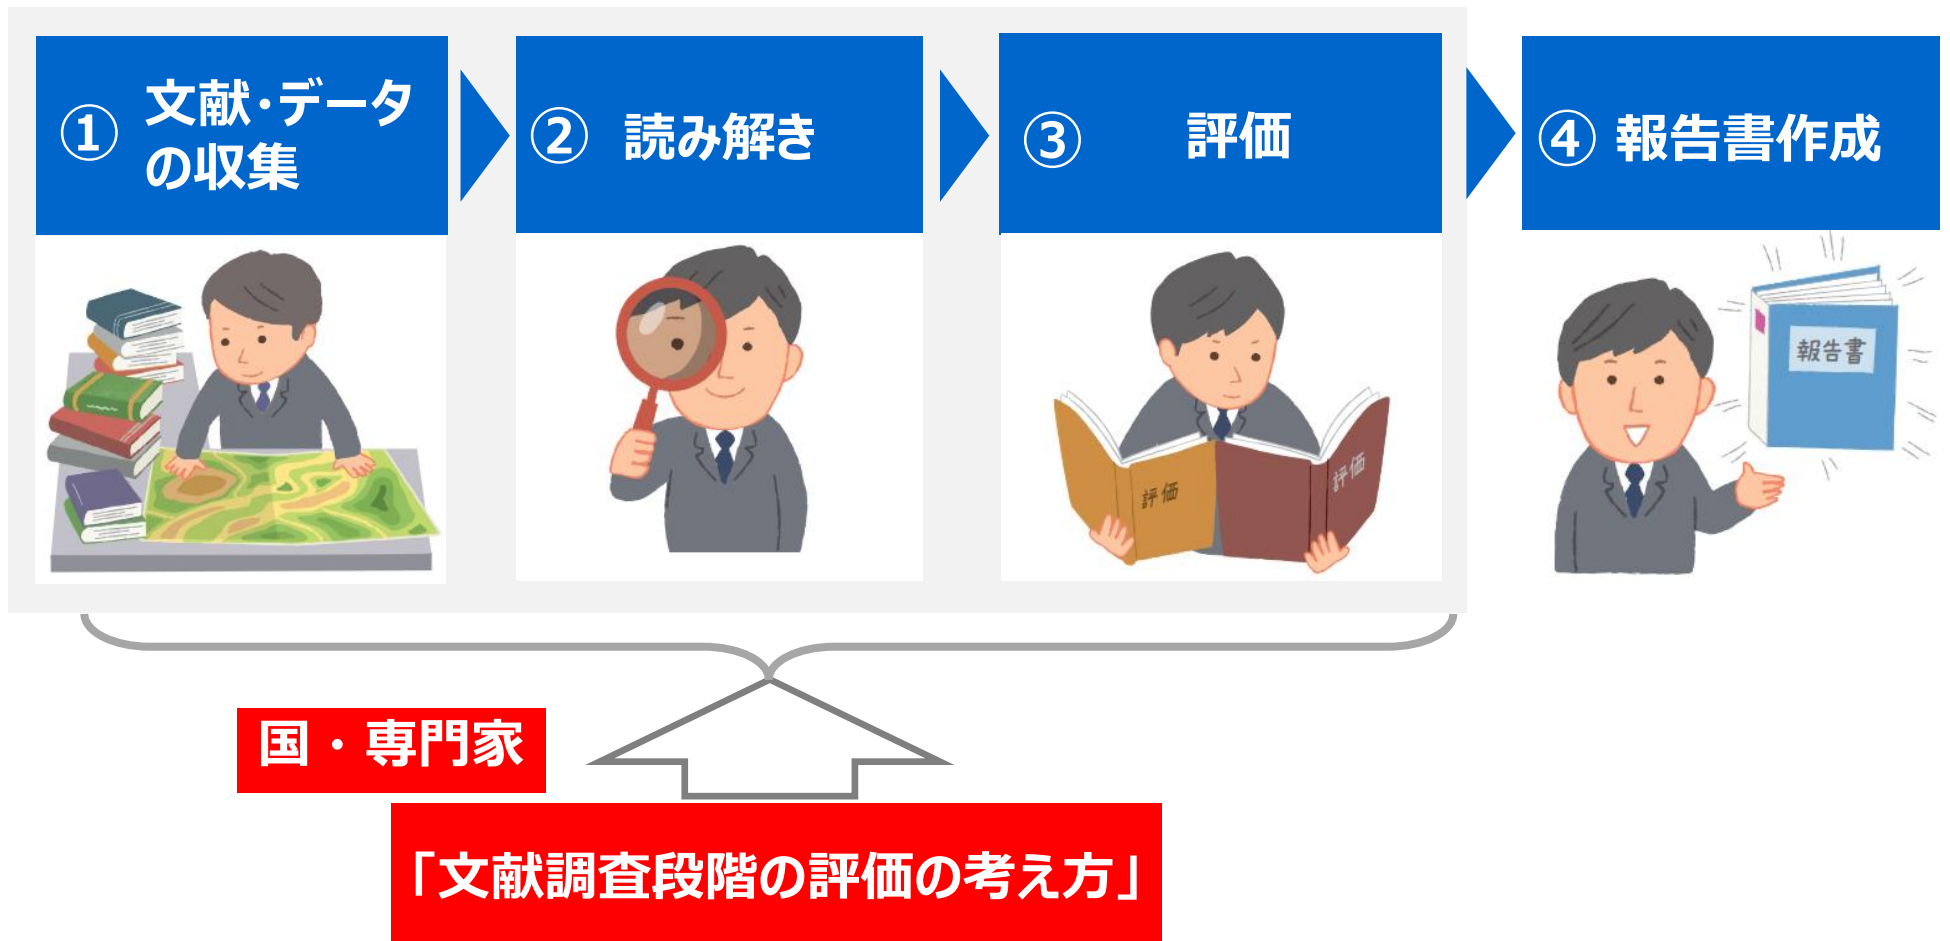 ① 文献・データ
の収集
② 読み解き
③ 評価
④ 報告書作成
評価
評価
報告書
国・専門家
「文献調査段階の評価の考え方」